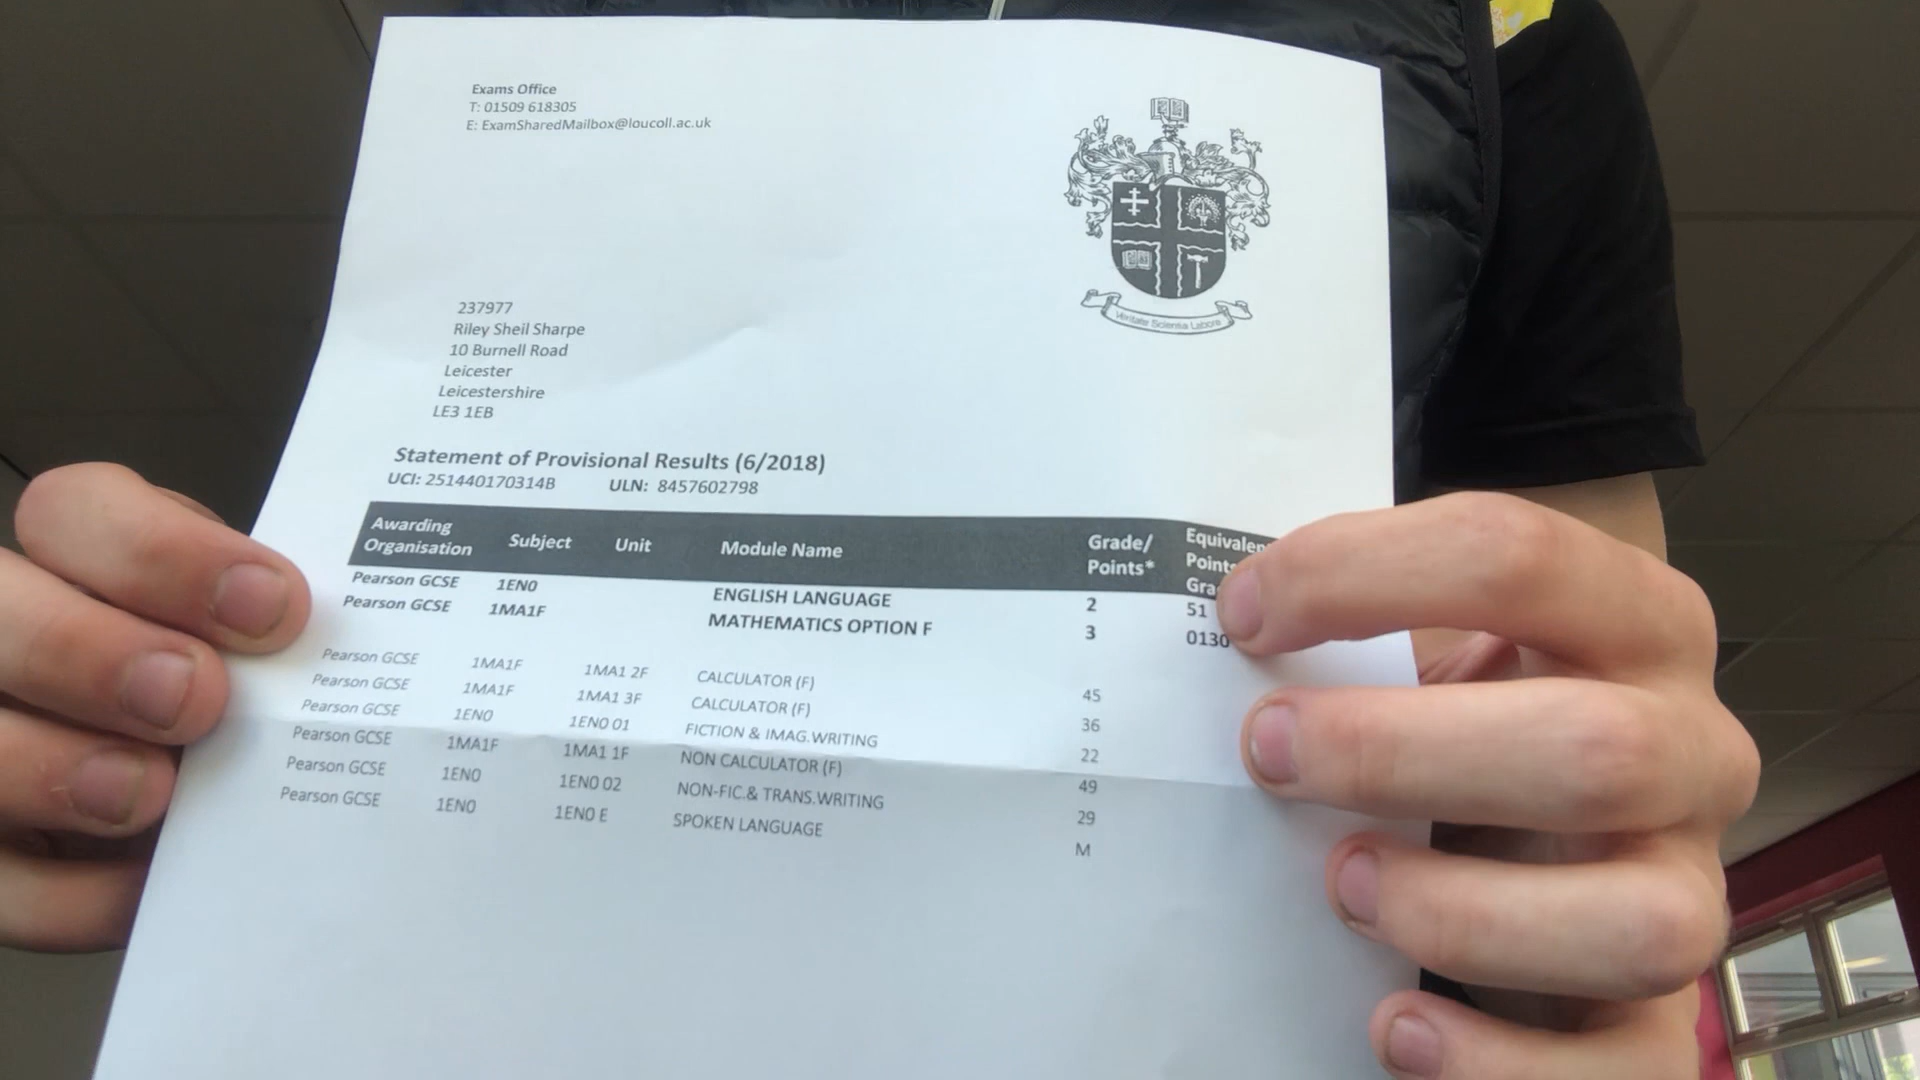 Exams Office
T: 01509 618305
E: ExamSharedMailbox@loucoll.ac.uk
Veritate Scientia Labore
237977
Riley Sheil Sharpe
10 Burnell Road
Leicester
Leicestershire
LE3 1EB
Statement of Provisional Results (6/2018)
UCI: 251440170314B ULN: 8457602798
Awarding Organisation Subject Unit Module Name Grade/ Points* Points
Pearson GCSE 1EN0 ENGLISH LANGUAGE 2 51
Pearson GCSE 1MA1F MATHEMATICS OPTION F 3 0130
Pearson GCSE 1MA1F 1MA1 2F CALCULATOR (F) 45
Pearson GCSE 1MA1F 1MA1 3F CALCULATOR (F) 36
Pearson GCSE 1EN0 1EN0 01 FICTION & IMAG.WRITING 22
Pearson GCSE 1MA1F 1MA1 1F NON CALCULATOR (F) 49
Pearson GCSE 1EN0 1EN0 02 NON-FIC.& TRANS.WRITING 29
Pearson GCSE 1EN0 1EN0 E SPOKEN LANGUAGE M